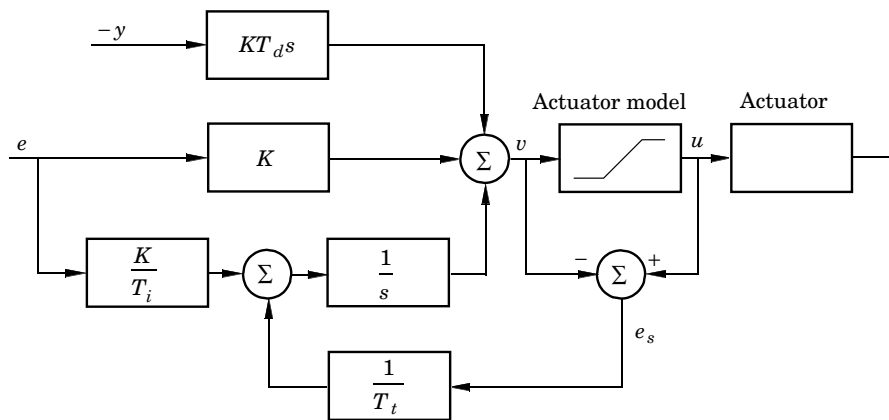 −y
KT_d s
Actuator model
Actuator
e
K
Σ
v
u
K
T_i
Σ
1
s
−
Σ
+
e_s
1
T_t